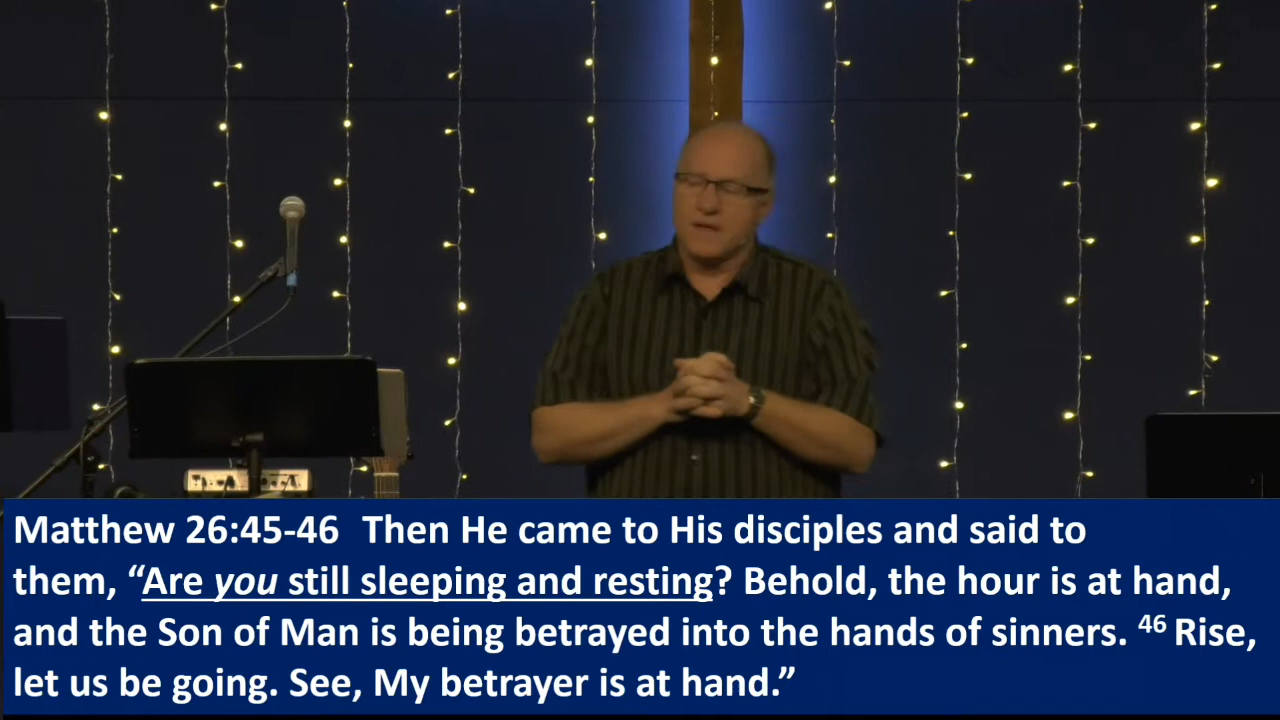 Matthew 26:45-46 Then He came to His disciples and said to
them, “Are you still sleeping and resting? Behold, the hour is at hand,
and the Son of Man is being betrayed into the hands of sinners. 46 Rise,
let us be going. See, My betrayer is at hand.”